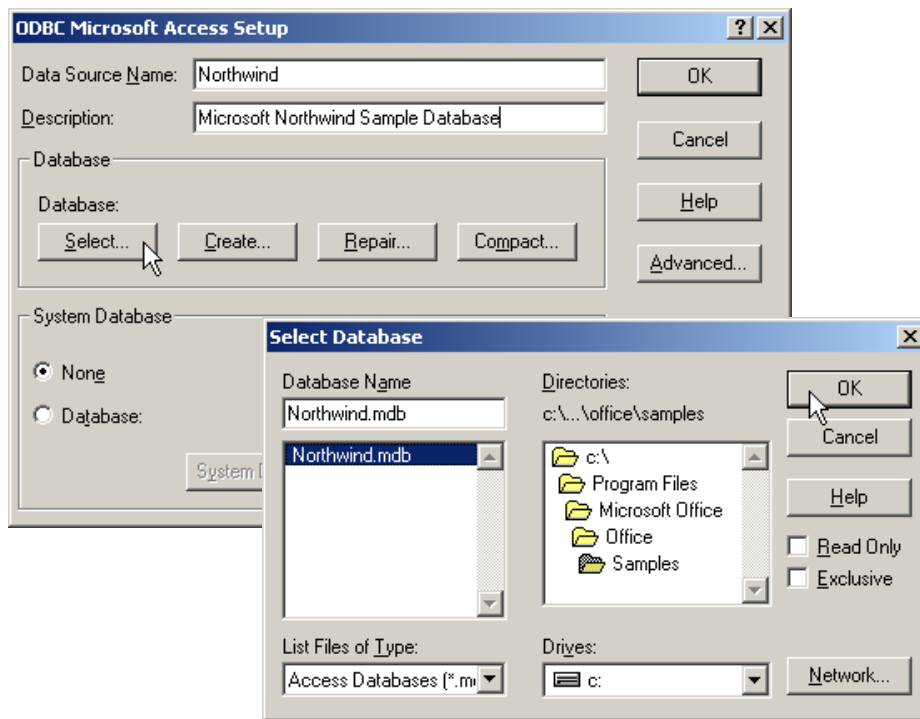 ODBC Microsoft Access Setup
Data Source Name: Northwind
Description: Microsoft Northwind Sample Database
OK
Cancel
Help
Advanced...
Database
Database:
Select... Create... Repair... Compact...
System Database
None
Database:
System D
Select Database
Database Name
Northwind.mdb
Northwind.mdb
List Files of Type:
Access Databases (*.m
Directories:
c:\...\office\samples
c:\
Program Files
Microsoft Office
Office
Samples
Drives:
c:
OK
Cancel
Help
Read Only
Exclusive
Network...